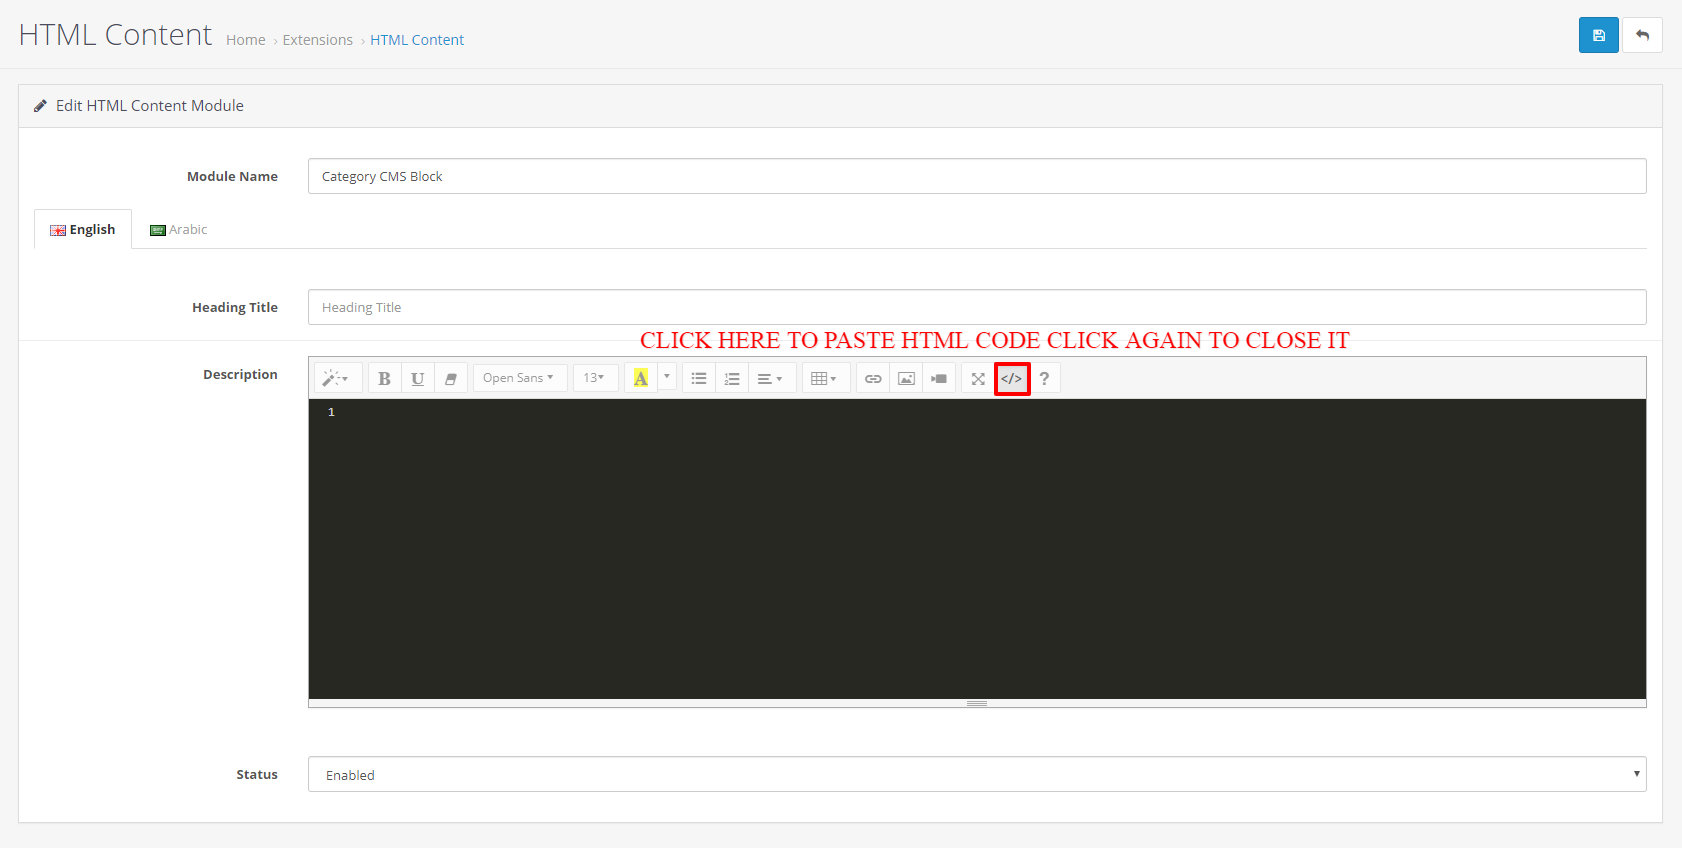 HTML Content Home › Extensions › HTML Content
Edit HTML Content Module
Module Name Category CMS Block
English Arabic
Heading Title Heading Title
CLICK HERE TO PASTE HTML CODE CLICK AGAIN TO CLOSE IT
Description B U Open Sans 13 A </> ?
1
Status Enabled